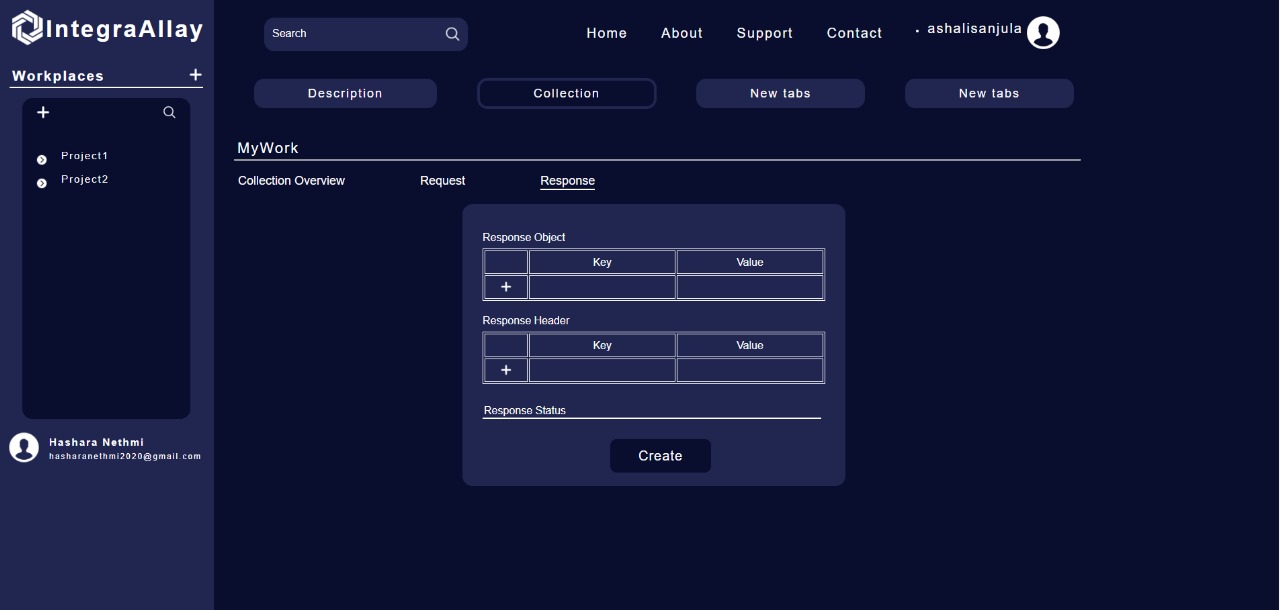 IntegraAllay
Workplaces +
+
Project1
Project2
Hashara Nethmi
hasharanethmi2020@gmail.com
Search
Home About Support Contact • ashalisanjula
Description Collection New tabs New tabs
MyWork
Collection Overview Request Response
Response Object
Key Value
+
Response Header
Key Value
+
Response Status
Create